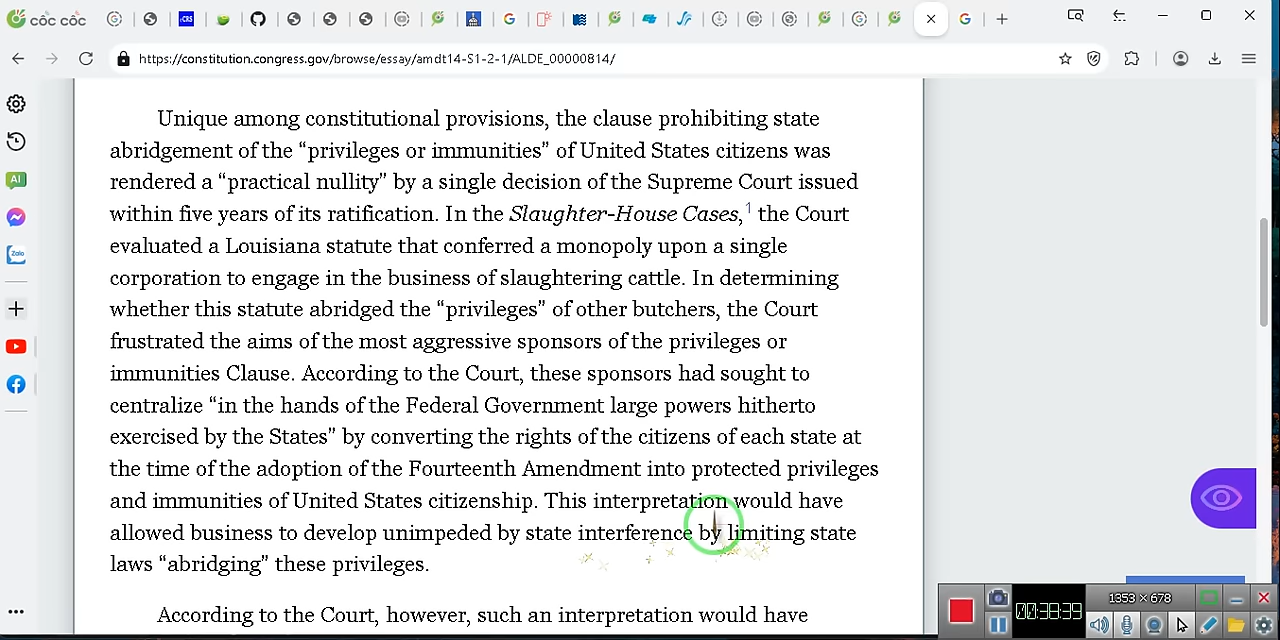 cốc cốc
https://constitution.congress.gov/browse/essay/amdt14-S1-2-1/ALDE_00000814/
Unique among constitutional provisions, the clause prohibiting state
abridgement of the “privileges or immunities” of United States citizens was
rendered a “practical nullity” by a single decision of the Supreme Court issued
within five years of its ratification. In the Slaughter-House Cases,1 the Court
evaluated a Louisiana statute that conferred a monopoly upon a single
corporation to engage in the business of slaughtering cattle. In determining
whether this statute abridged the “privileges” of other butchers, the Court
frustrated the aims of the most aggressive sponsors of the privileges or
immunities Clause. According to the Court, these sponsors had sought to
centralize “in the hands of the Federal Government large powers hitherto
exercised by the States” by converting the rights of the citizens of each state at
the time of the adoption of the Fourteenth Amendment into protected privileges
and immunities of United States citizenship. This interpretation would have
allowed business to develop unimpeded by state interference by limiting state
laws “abridging” these privileges.
According to the Court, however, such an interpretation would have
AI
Zalo
CRS
1353 × 678
00:38:39